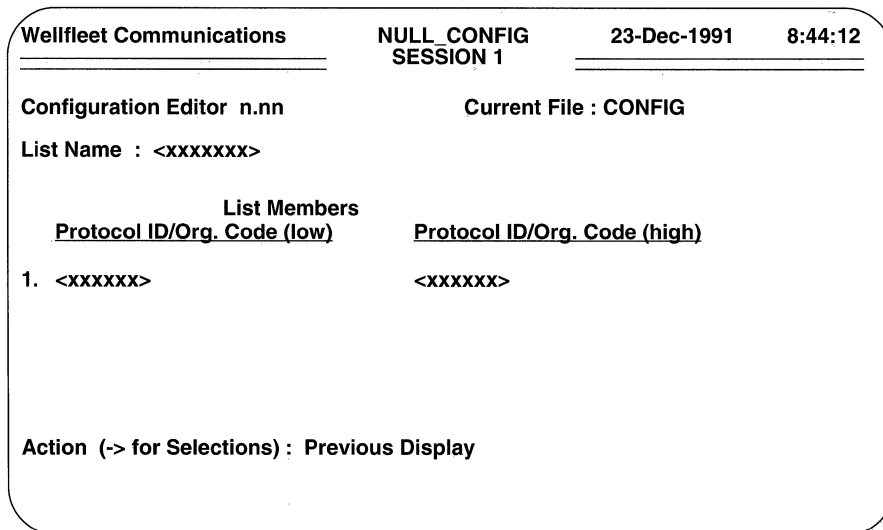 Wellfleet Communications NULL_CONFIG 23-Dec-1991 8:44:12
SESSION 1
Configuration Editor n.nn Current File : CONFIG
List Name : <xxxxxxx>
List Members
Protocol ID/Org. Code (low) Protocol ID/Org. Code (high)
1. <xxxxxx> <xxxxxx>
Action (-> for Selections) : Previous Display